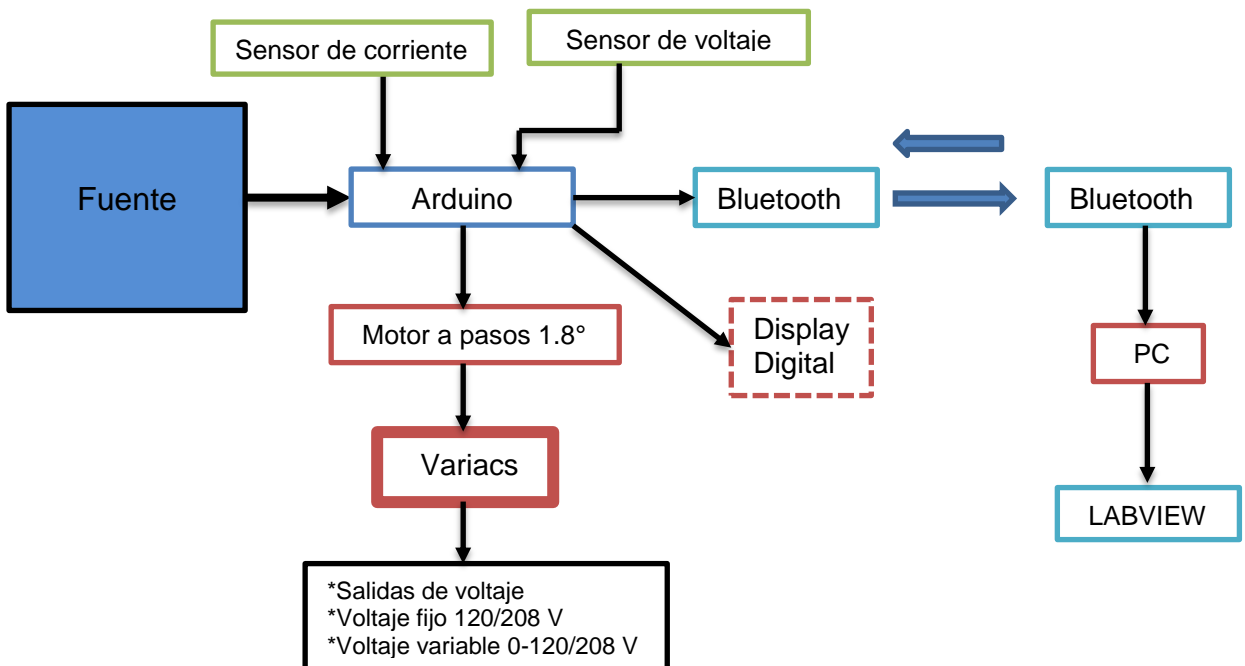 Sensor de corriente
Sensor de voltaje
Fuente
Arduino
Bluetooth
Bluetooth
Motor a pasos 1.8°
Display
Digital
PC
Variacs
LABVIEW
*Salidas de voltaje
*Voltaje fijo 120/208 V
*Voltaje variable 0-120/208 V